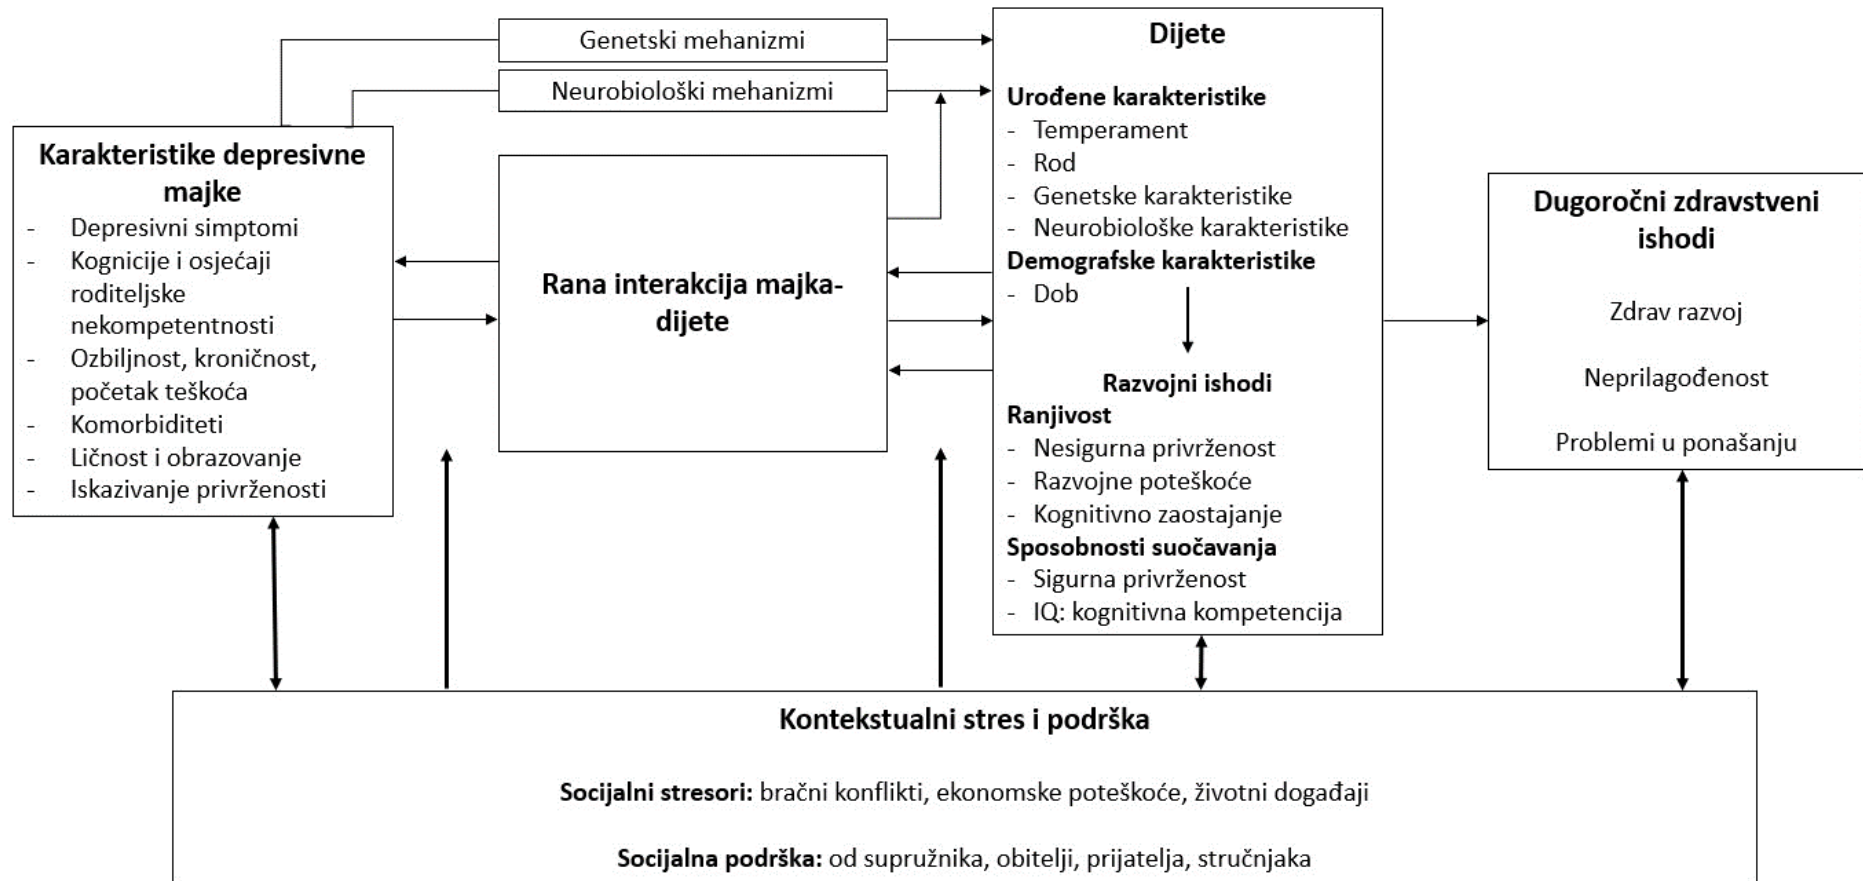 Genetski mehanizmi
Neurobiološki mehanizmi
Karakteristike depresivne
majke
- Depresivni simptomi
- Kognicije i osjećaji
roditeljske
nekompetentnosti
- Ozbiljnost, kroničnost,
početak teškoća
- Komorbiditeti
- Ličnost i obrazovanje
- Iskazivanje privrženosti
Rana interakcija majka-
dijete
Dijete
Urođene karakteristike
- Temperament
- Rod
- Genetske karakteristike
- Neurobiološke karakteristike
Demografske karakteristike
- Dob
Razvojni ishodi
Ranjivost
- Nesigurna privrženost
- Razvojne poteškoće
- Kognitivno zaostajanje
Sposobnosti suočavanja
- Sigurna privrženost
- IQ: kognitivna kompetencija
Dugoročni zdravstveni
ishodi
Zdrav razvoj
Neprilagođenost
Problemi u ponašanju
Kontekstualni stres i podrška
Socijalni stresori: bračni konflikti, ekonomske poteškoće, životni događaji
Socijalna podrška: od supružnika, obitelji, prijatelja, stručnjaka